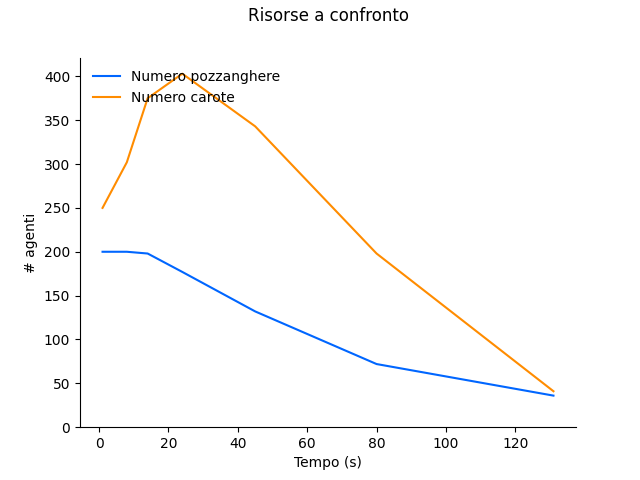 Risorse a confronto
Numero pozzanghere
Numero carote
400
350
300
250
200
150
100
50
0
# agenti
0 20 40 60 80 100 120
Tempo (s)